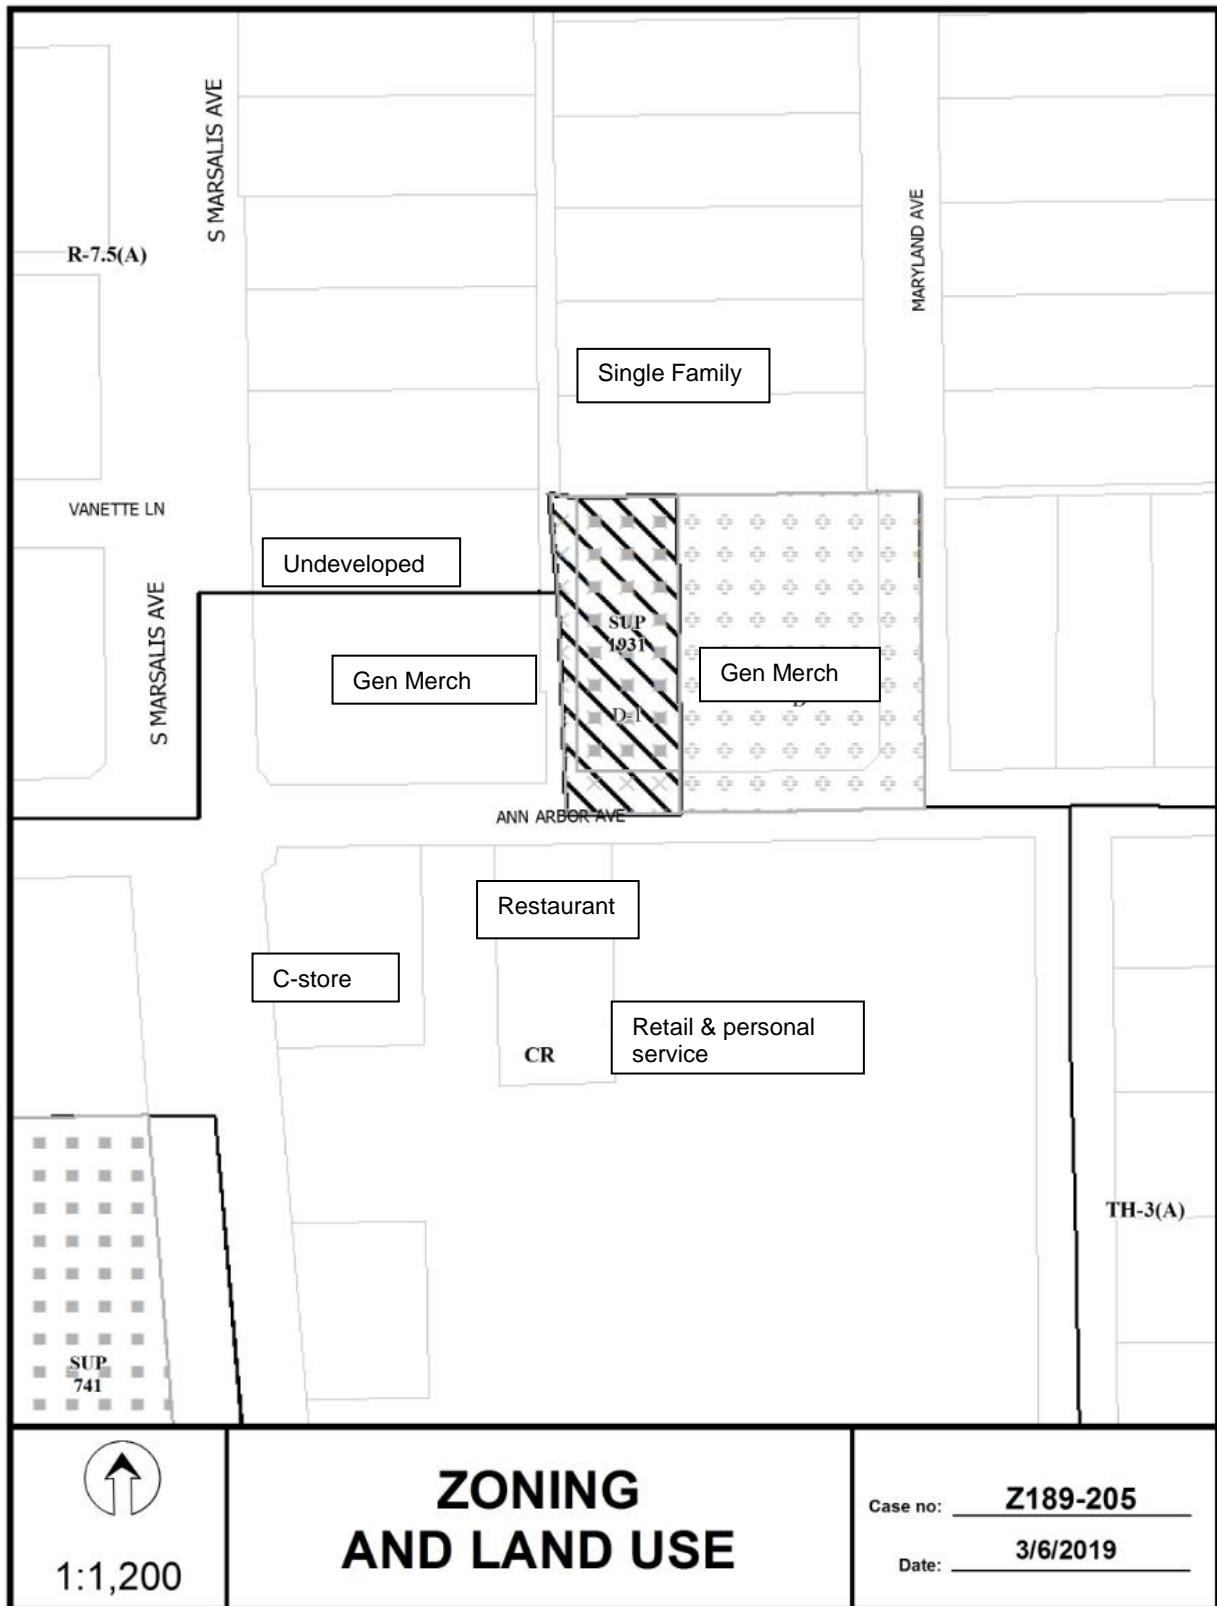 S MARSALIS AVE
MARYLAND AVE
R-7.5(A)
Single Family
VANETTE LN
Undeveloped
S MARSALIS AVE
SUP
1931
Gen Merch
Gen Merch
D-1
D
ANN ARBOR AVE
Restaurant
C-store
Retail & personal
service
CR
TH-3(A)
SUP
741
1:1,200
ZONING
AND LAND USE
Case no: Z189-205
Date: 3/6/2019